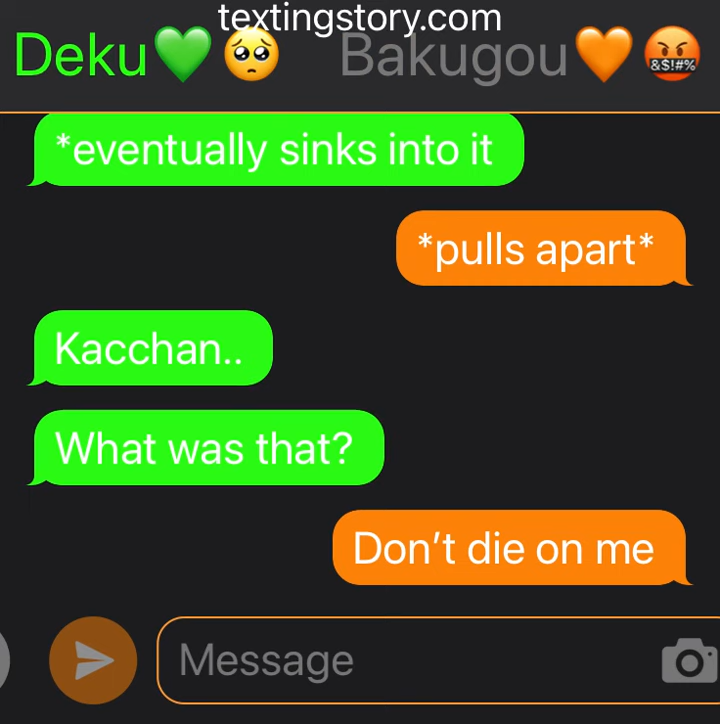 textingstory.com
Deku💚🥺 Bakugou🧡🤬
*eventually sinks into it
*pulls apart*
Kacchan..
What was that?
Don't die on me
Message